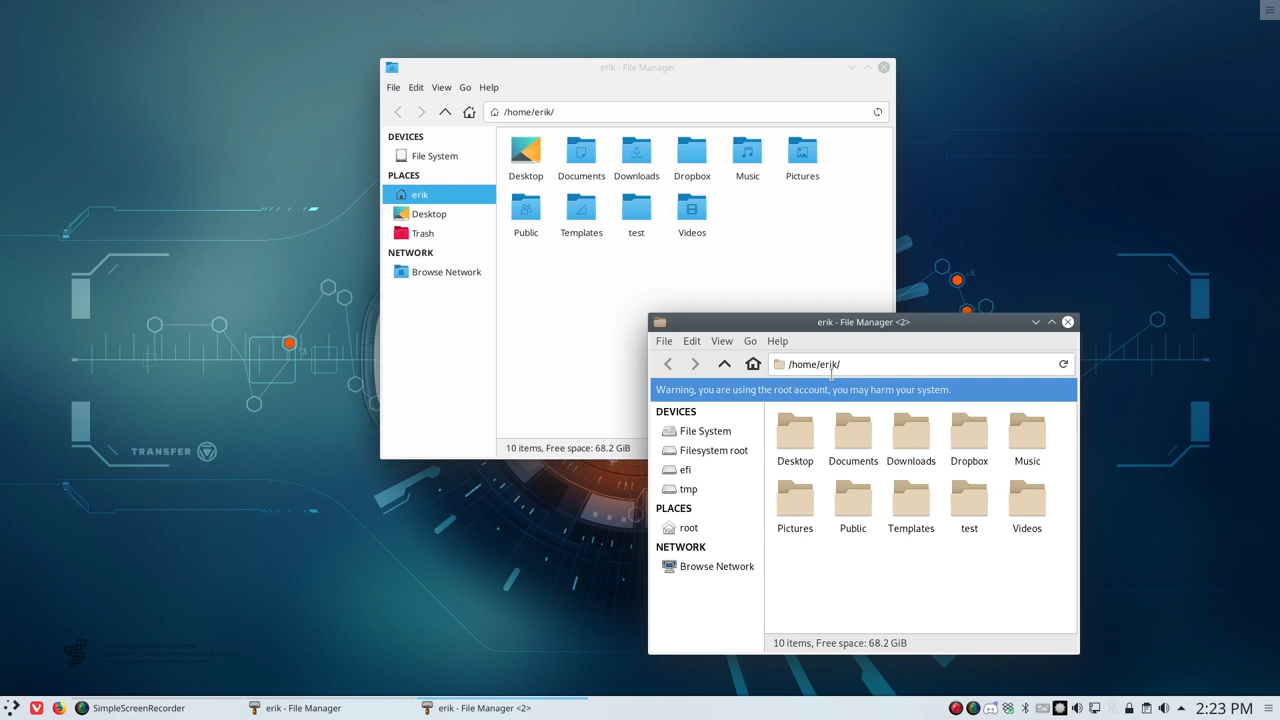 erik - File Manager
File Edit View Go Help
/home/erik/
DEVICES
File System
PLACES
erik
Desktop
Trash
NETWORK
Browse Network
Desktop Documents Downloads Dropbox Music Pictures
Public Templates test Videos
10 items, Free space: 68.2 GiB
erik - File Manager <2>
File Edit View Go Help
/home/erik/
Warning, you are using the root account, you may harm your system.
DEVICES
File System
Filesystem root
efi
tmp
PLACES
root
NETWORK
Browse Network
Desktop Documents Downloads Dropbox Music
Pictures Public Templates test Videos
10 items, Free space: 68.2 GiB
TRANSFER
SimpleScreenRecorder
erik - File Manager
erik - File Manager <2>
2:23 PM